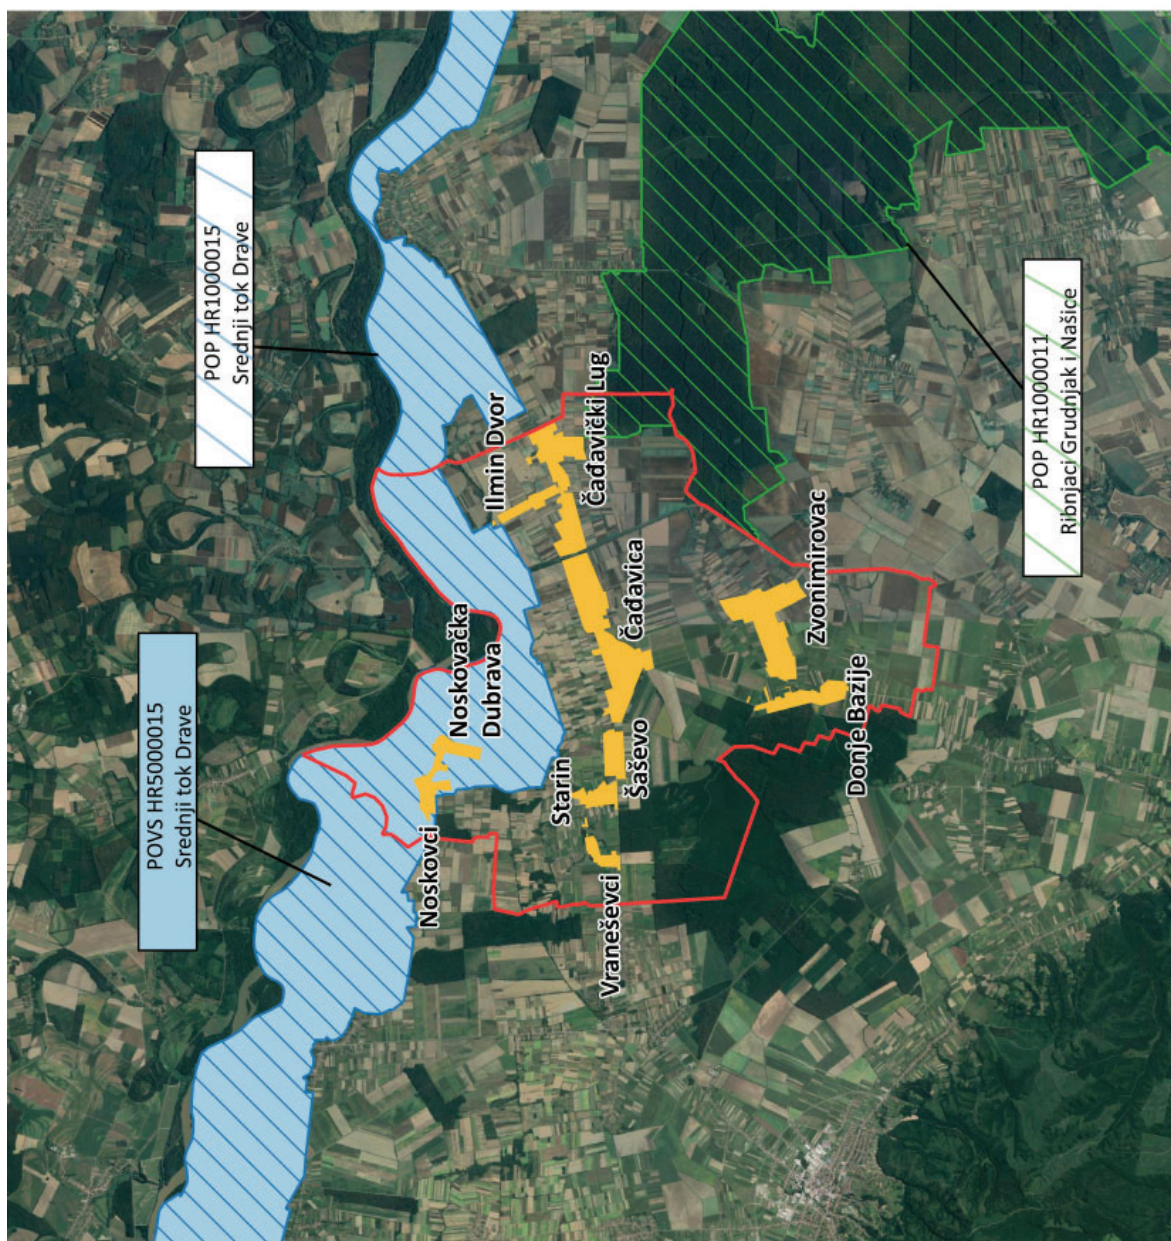 POVS HR5000015
Srednji tok Drave
POP HR1000015
Srednji tok Drave
Noskovci
Noskovačka
Dubrava
Ilmin Dvor
Starin
Vraneševci
Šaševo
Čađavica
Čađavički Lug
Donje Bazije
Zvonimirovac
POP HR1000011
Ribnjaci Grudnjak i Našice